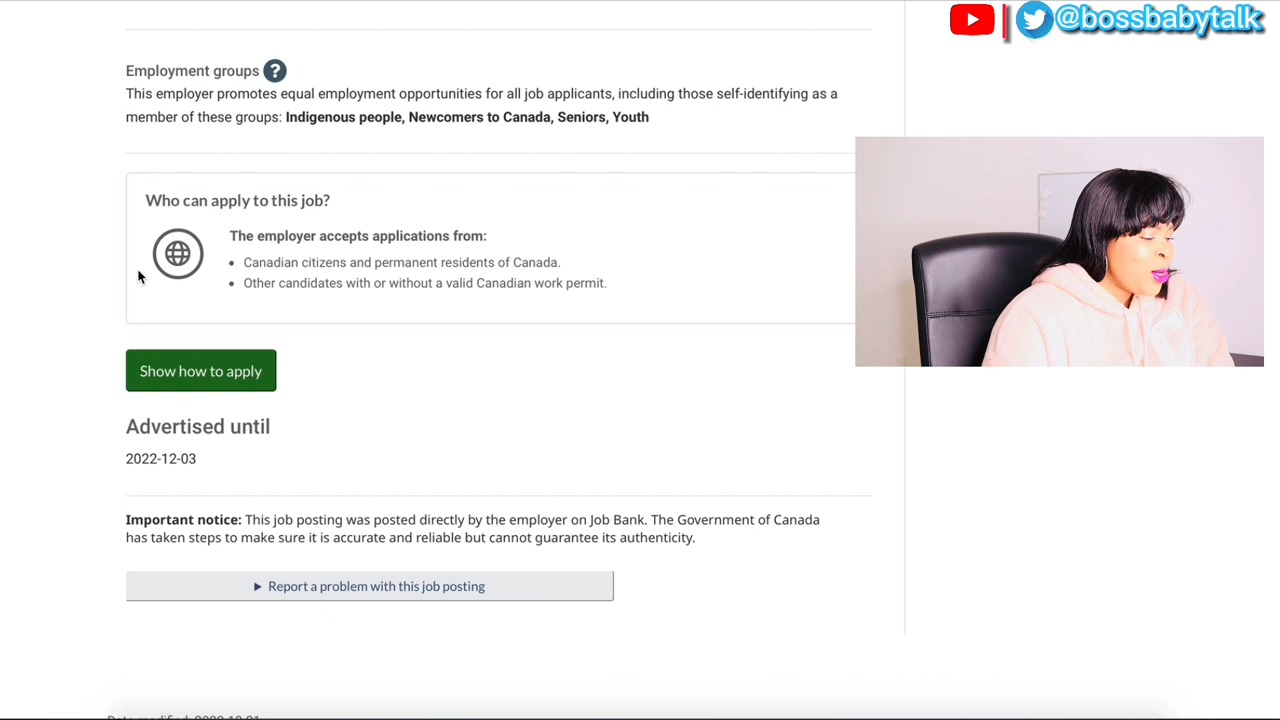 @bossbabytalk
Employment groups ?
This employer promotes equal employment opportunities for all job applicants, including those self-identifying as a
member of these groups: Indigenous people, Newcomers to Canada, Seniors, Youth
Who can apply to this job?
The employer accepts applications from:
Canadian citizens and permanent residents of Canada.
Other candidates with or without a valid Canadian work permit.
Show how to apply
Advertised until
2022-12-03
Important notice: This job posting was posted directly by the employer on Job Bank. The Government of Canada
has taken steps to make sure it is accurate and reliable but cannot guarantee its authenticity.
Report a problem with this job posting